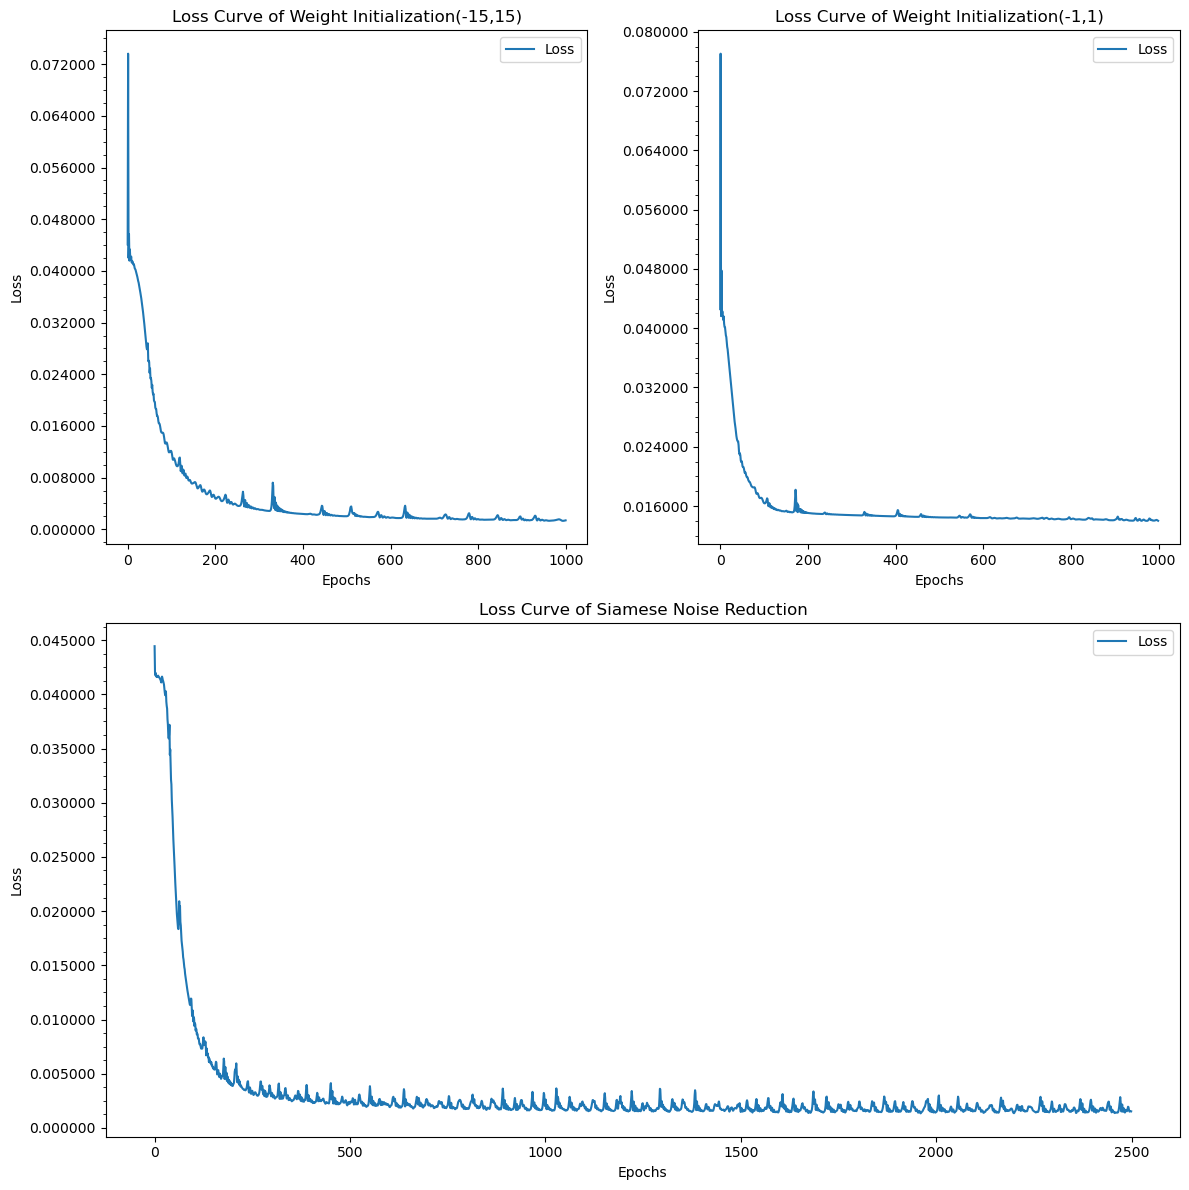 Loss Curve of Weight Initialization(-15,15)
Loss
0.072000
0.064000
0.056000
0.048000
0.040000
0.032000
0.024000
0.016000
0.008000
0.000000
Loss
0 200 400 600 800 1000
Epochs
Loss Curve of Weight Initialization(-1,1)
Loss
0.080000
0.072000
0.064000
0.056000
0.048000
0.040000
0.032000
0.024000
0.016000
Loss
0 200 400 600 800 1000
Epochs
Loss Curve of Siamese Noise Reduction
Loss
0.045000
0.040000
0.035000
0.030000
0.025000
0.020000
0.015000
0.010000
0.005000
0.000000
Loss
0 500 1000 1500 2000 2500
Epochs